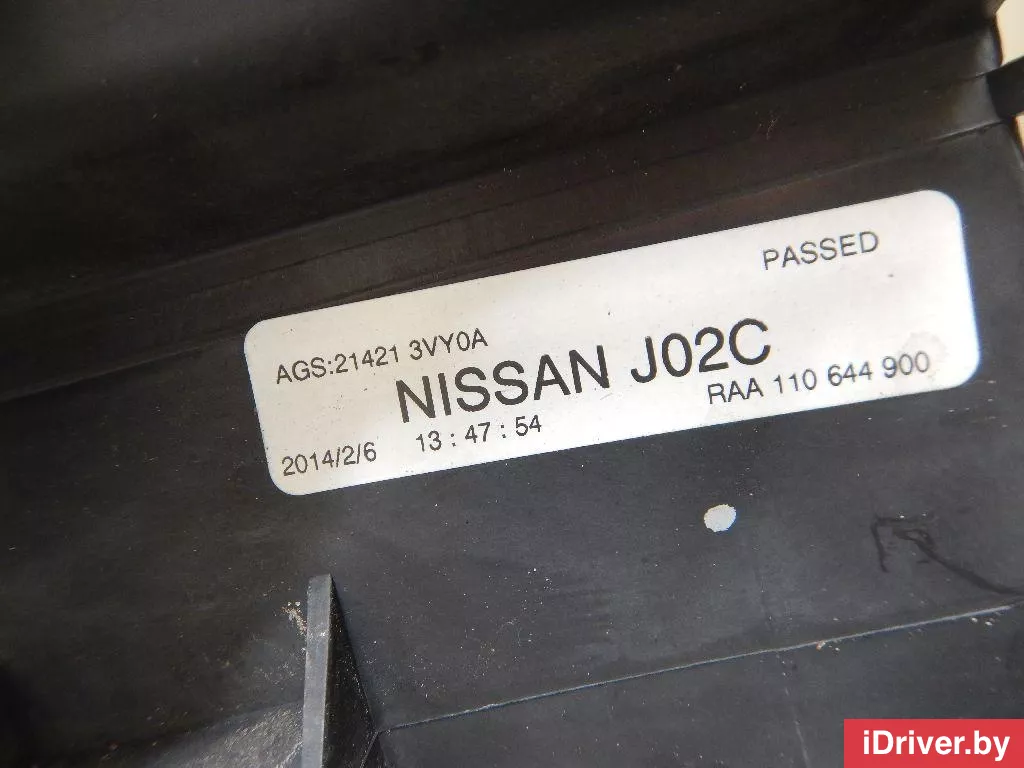 PASSED
AGS:21421 3VY0A
NISSAN J02C
RAA 110 644 900
2014/2/6 13 : 47 : 54
iDriver.by